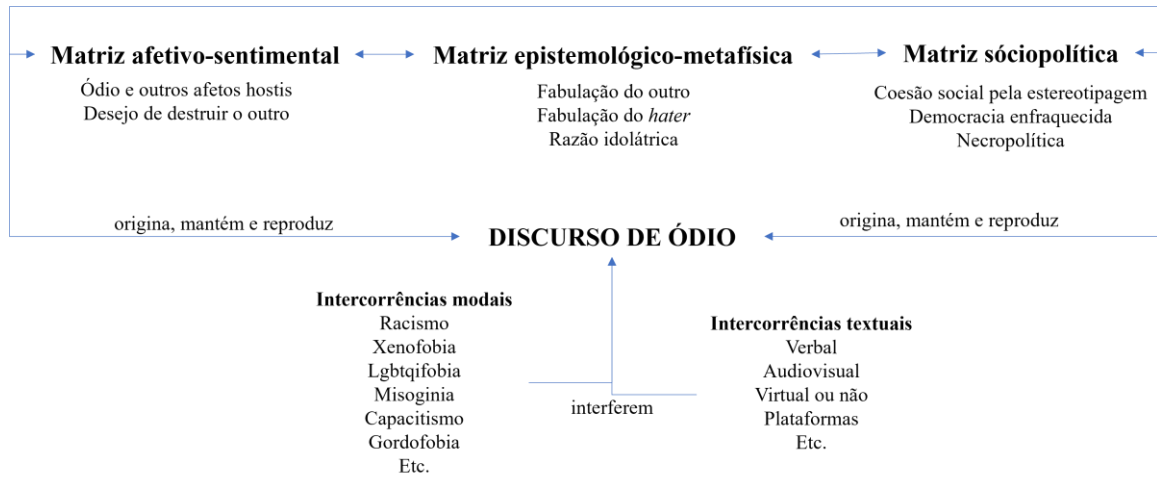 Matriz afetivo-sentimental
Ódio e outros afetos hostis
Desejo de destruir o outro
Matriz epistemológico-metafísica
Fabulação do outro
Fabulação do hater
Razão idolátrica
Matriz sóciopolítica
Coesão social pela estereotipagem
Democracia enfraquecida
Necropolítica
origina, mantém e reproduz
DISCURSO DE ÓDIO
origina, mantém e reproduz
Intercorrências modais
Racismo
Xenofobia
Lgbtqifobia
Misoginia
Capacitismo
Gordofobia
Etc.
interferem
Intercorrências textuais
Verbal
Audiovisual
Virtual ou não
Plataformas
Etc.